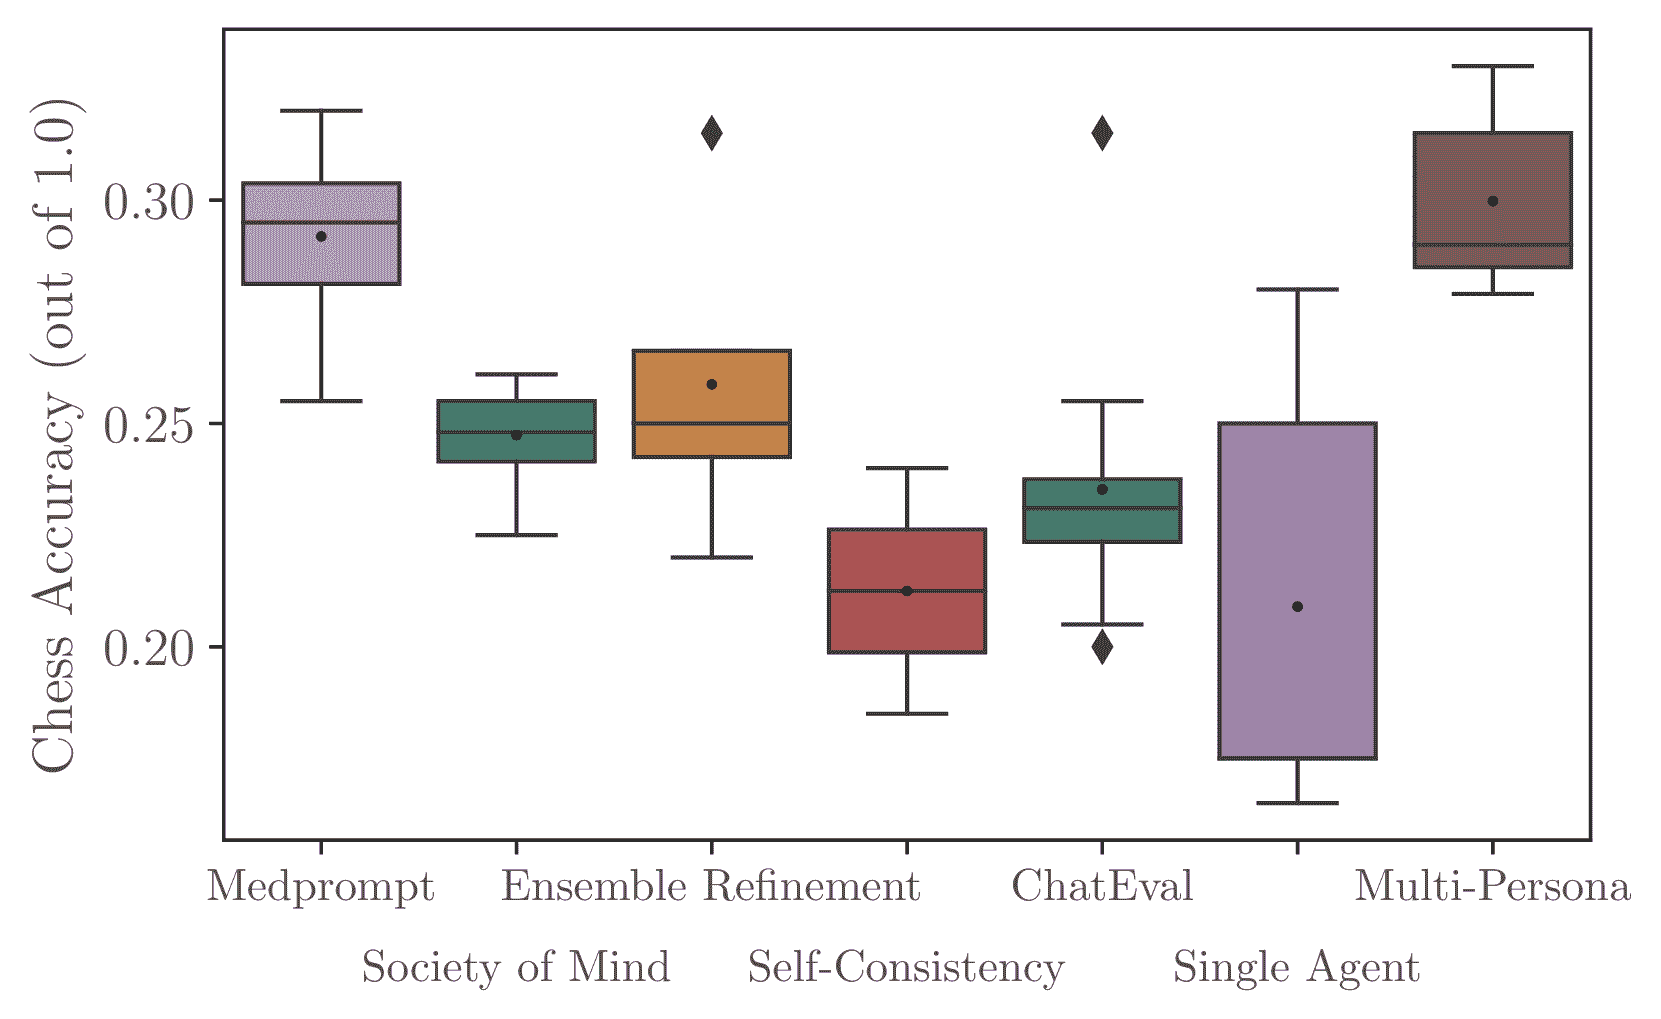 Chess Accuracy (out of 1.0)
0.30
0.25
0.20
Medprompt
Ensemble Refinement
ChatEval
Multi-Persona
Society of Mind
Self-Consistency
Single Agent